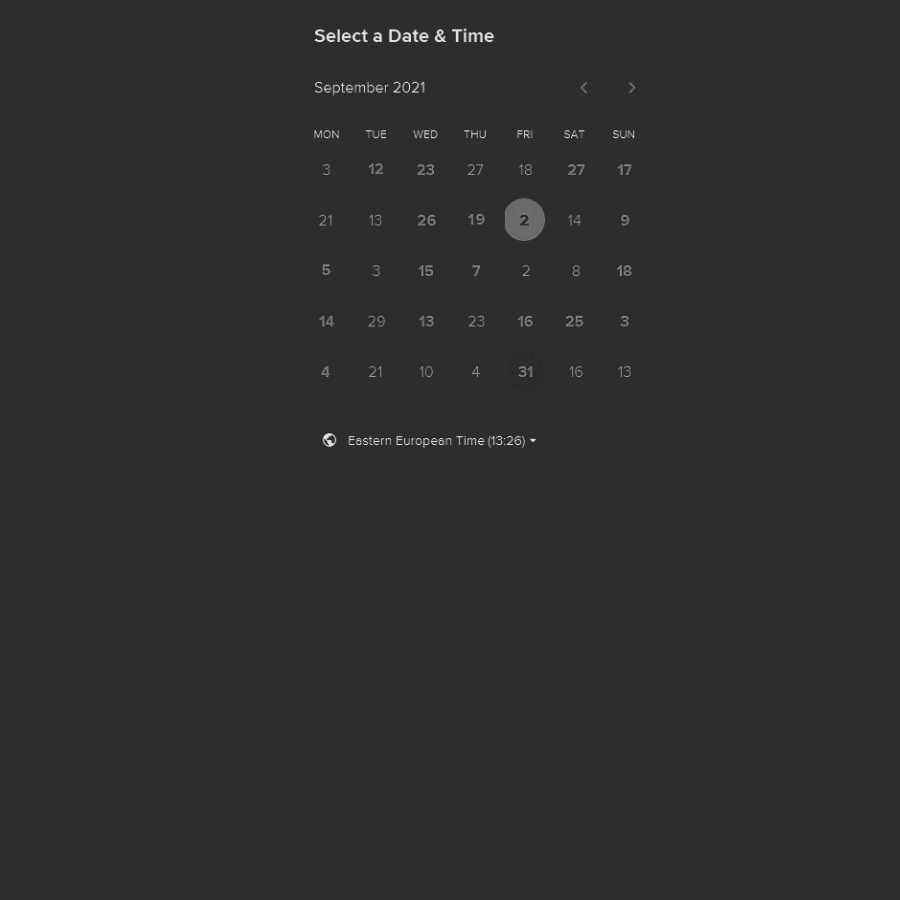 Select a Date & Time
September 2021
MON TUE WED THU FRI SAT SUN
3 12 23 27 18 27 17
21 13 26 19 2 14 9
5 3 15 7 2 8 18
14 29 13 23 16 25 3
4 21 10 4 31 16 13
Eastern European Time (13:26)